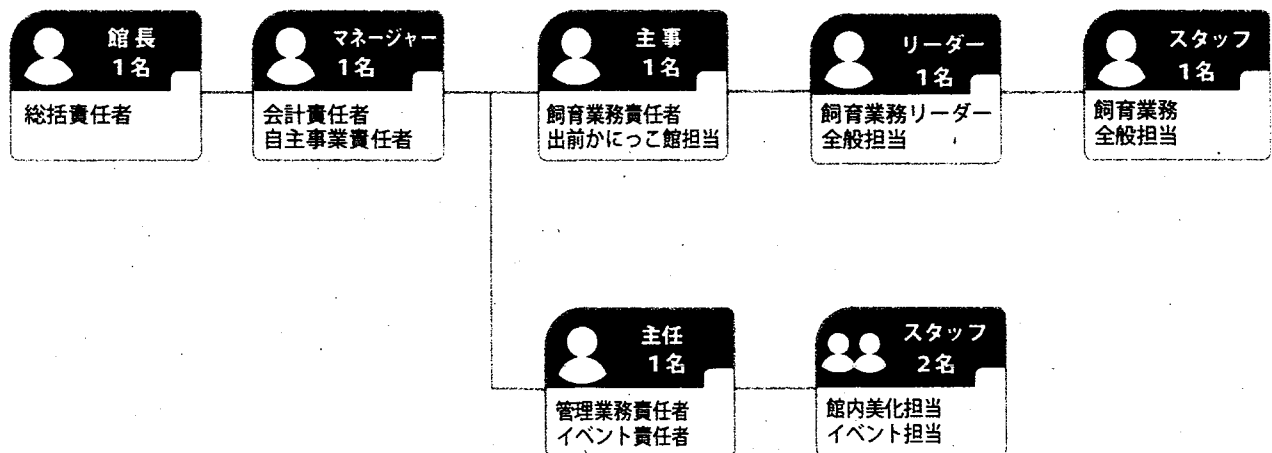 館長
1名
総括責任者
マネージャー
1名
会計責任者
自主事業責任者
主事
1名
飼育業務責任者
出前かにっこ館担当
リーダー
1名
飼育業務リーダー
全般担当
スタッフ
1名
飼育業務
全般担当
主任
1名
管理業務責任者
イベント責任者
スタッフ
2名
館内美化担当
イベント担当